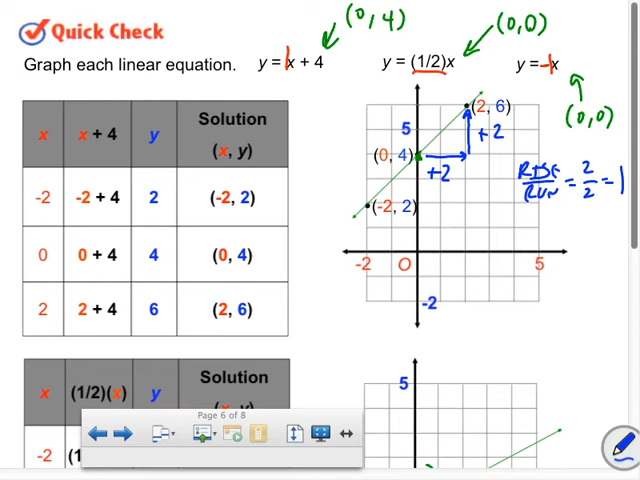 Quick Check
(0, 4)
(0, 0)
Graph each linear equation. y = 1x + 4 y = (1/2)x y = -1x
(0, 0)
x x + 4 y Solution (x, y)
-2 -2 + 4 2 (-2, 2)
0 0 + 4 4 (0, 4)
2 2 + 4 6 (2, 6)
(2, 6)
5
+2
(0, 4)
+2
RISE/RUN = 2/2 = 1
(-2, 2)
-2 O 5
-2
x (1/2)(x) y Solution
5
Page 6 of 8
-2